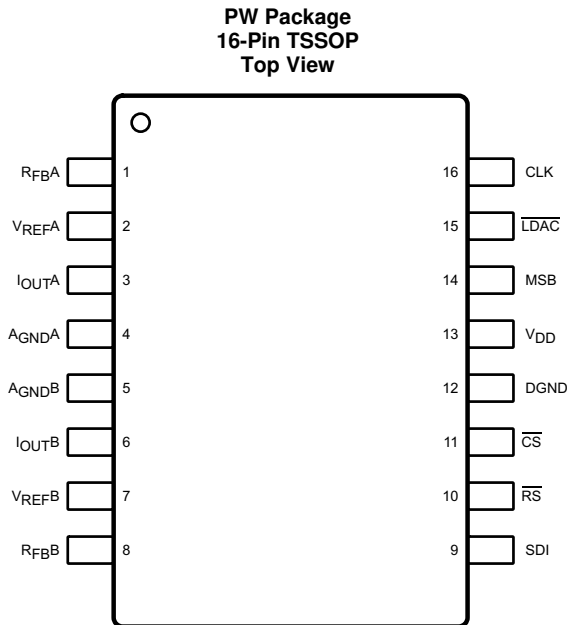 PW Package
16-Pin TSSOP
Top View
RFBA 1 16 CLK
VREFA 2 15 LDAC
IOUTA 3 14 MSB
AGNDA 4 13 VDD
AGNDB 5 12 DGND
IOUTB 6 11 CS
VREFB 7 10 RS
RFBB 8 9 SDI